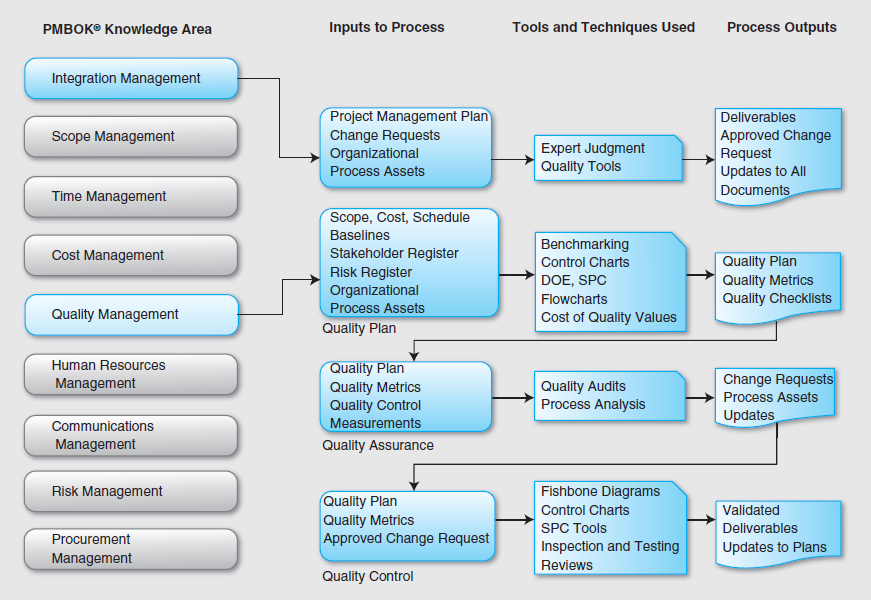 PMBOK® Knowledge Area
Inputs to Process
Tools and Techniques Used
Process Outputs
Integration Management
Scope Management
Time Management
Cost Management
Quality Management
Human Resources
Management
Communications
Management
Risk Management
Procurement
Management
Project Management Plan
Change Requests
Organizational
Process Assets
Expert Judgment
Quality Tools
Deliverables
Approved Change
Request
Updates to All
Documents
Scope, Cost, Schedule
Baselines
Stakeholder Register
Risk Register
Organizational
Process Assets
Quality Plan
Benchmarking
Control Charts
DOE, SPC
Flowcharts
Cost of Quality Values
Quality Plan
Quality Metrics
Quality Checklists
Quality Plan
Quality Metrics
Quality Control
Measurements
Quality Assurance
Quality Audits
Process Analysis
Change Requests
Process Assets
Updates
Quality Plan
Quality Metrics
Approved Change Request
Quality Control
Fishbone Diagrams
Control Charts
SPC Tools
Inspection and Testing
Reviews
Validated
Deliverables
Updates to Plans